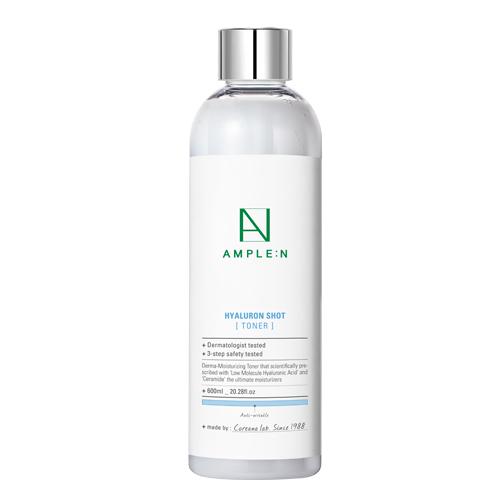 AMPLE:N
HYALURON SHOT
[ TONER ]
+ Dermatologist tested
+ 3-step safety tested
Derma-Moisturizing Toner that scientifically pre-
scribed with 'Low Molecule Hyaluronic Acid' and
'Ceramide' the ultimate moisturizers
+ 600ml _ 20.28fl.oz
Anti-wrinkle
+ made by : Coreana lab. Since 1988